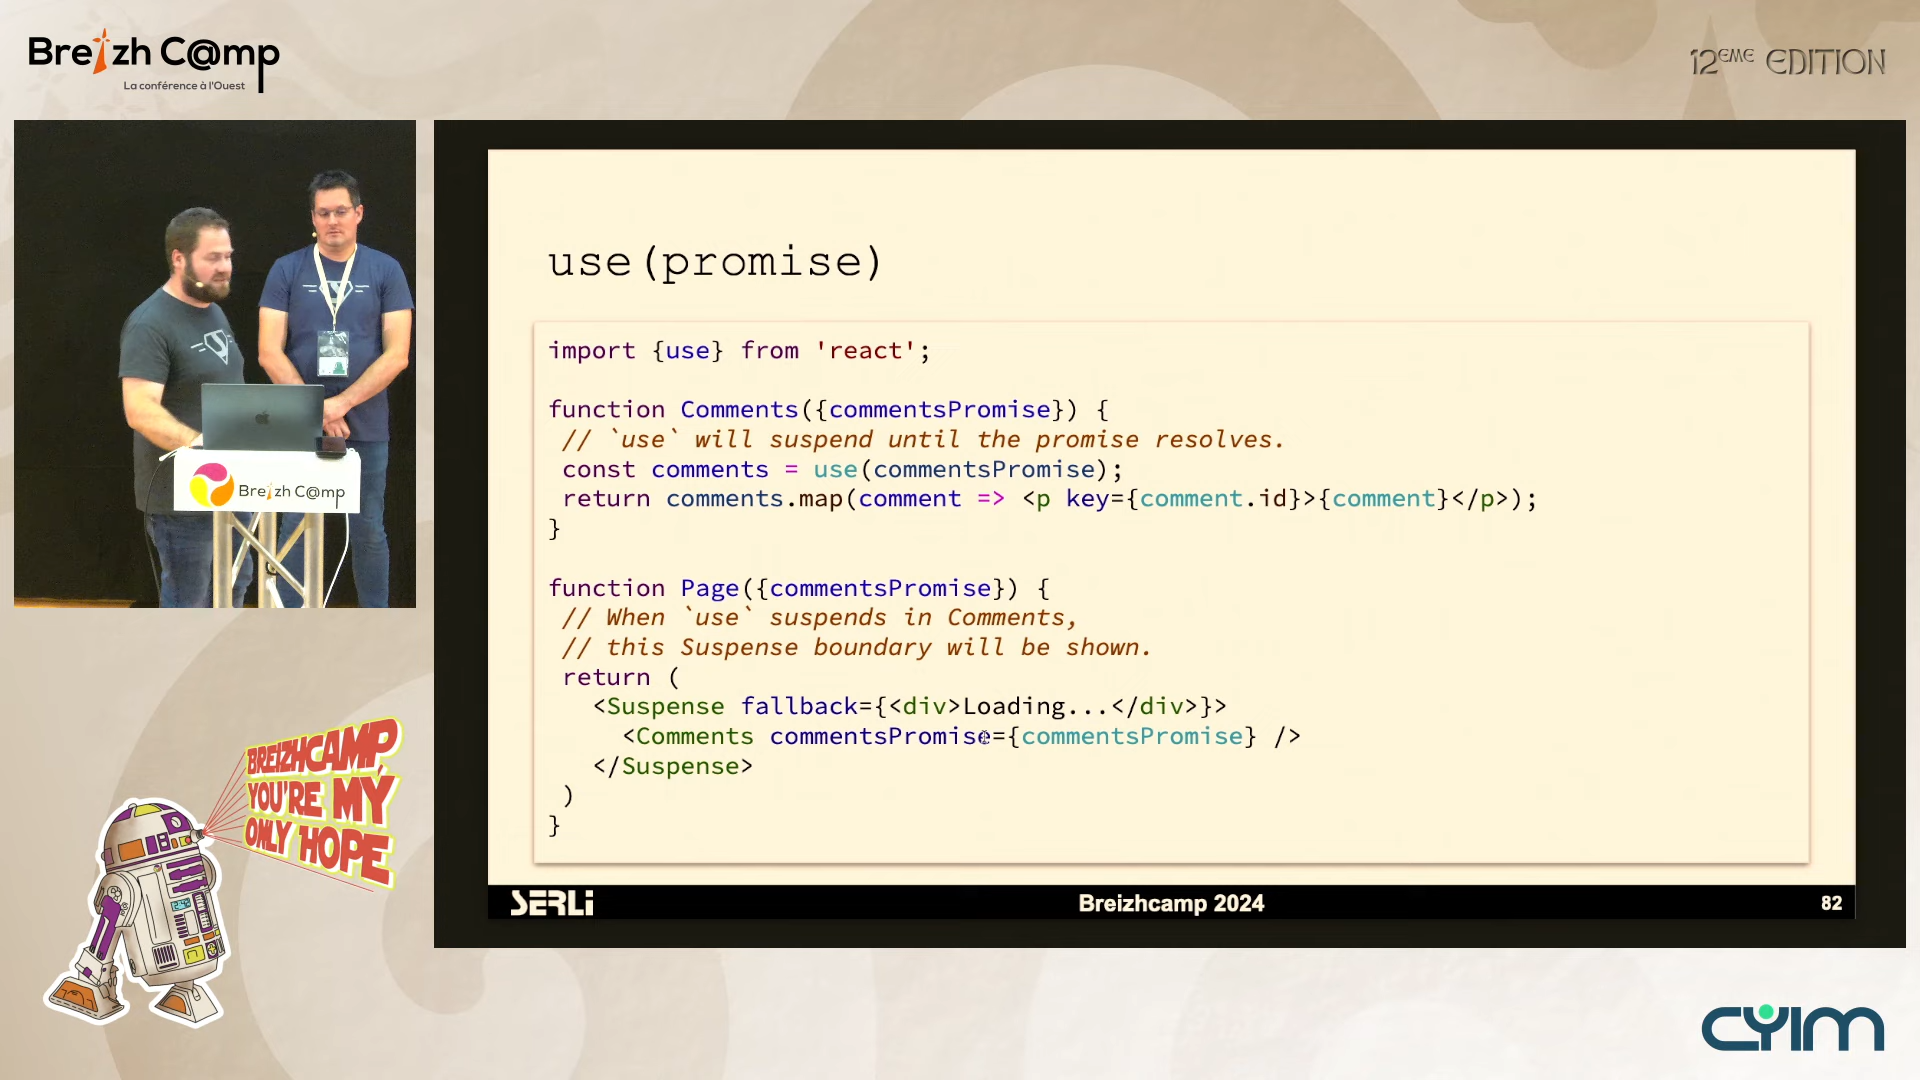 Breizh C@mp
La conférence à l'Ouest
12EME EDITION
use(promise)
import {use} from 'react';
function Comments({commentsPromise}) {
// `use` will suspend until the promise resolves.
const comments = use(commentsPromise);
return comments.map(comment => <p key={comment.id}>{comment}</p>);
}
function Page({commentsPromise}) {
// When `use` suspends in Comments,
// this Suspense boundary will be shown.
return (
<Suspense fallback={<div>Loading...</div>}>
<Comments commentsPromise={commentsPromise} />
</Suspense>
)
}
SERLi
Breizhcamp 2024
82
Breizh C@mp
BREIZHCAMP,
YOU'RE MY
ONLY HOPE
CYIM